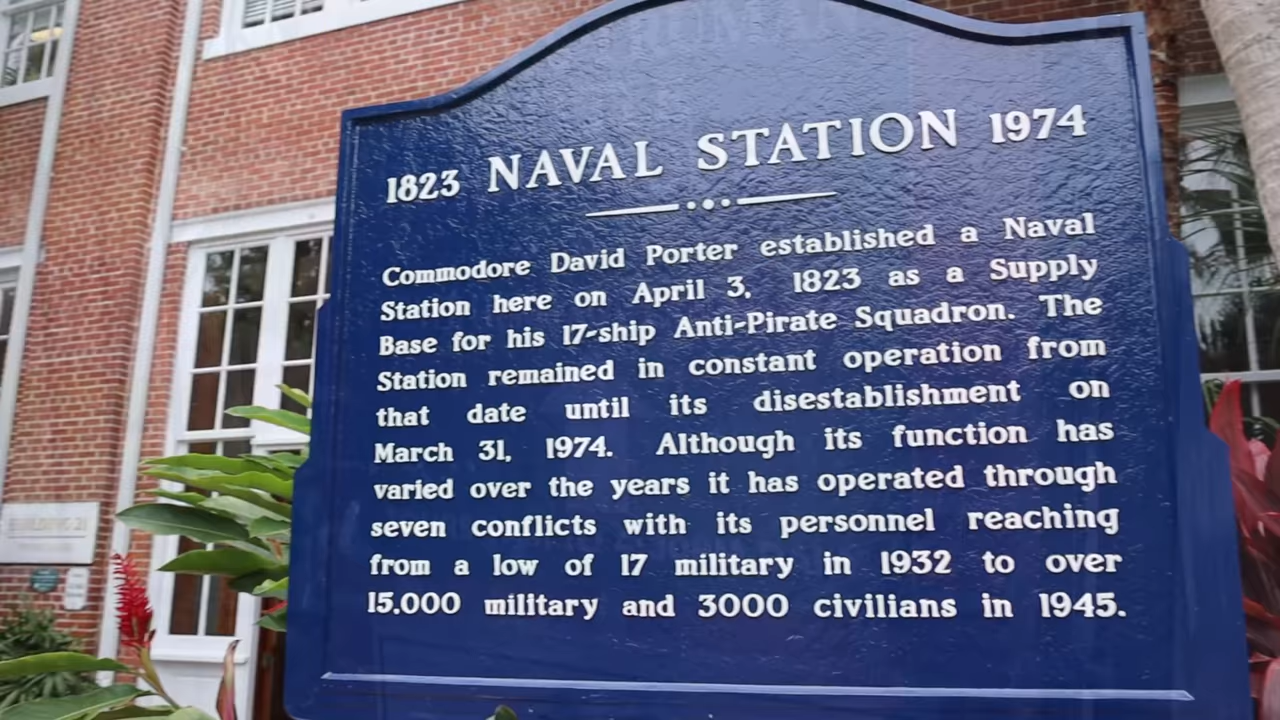 1823 NAVAL STATION 1974
Commodore David Porter established a Naval
Station here on April 3, 1823 as a Supply
Base for his 17-ship Anti-Pirate Squadron. The
Station remained in constant operation from
that date until its disestablishment on
March 31, 1974. Although its function has
varied over the years it has operated through
seven conflicts with its personnel reaching
from a low of 17 military in 1932 to over
15.000 military and 3000 civilians in 1945.
BUILDING 21